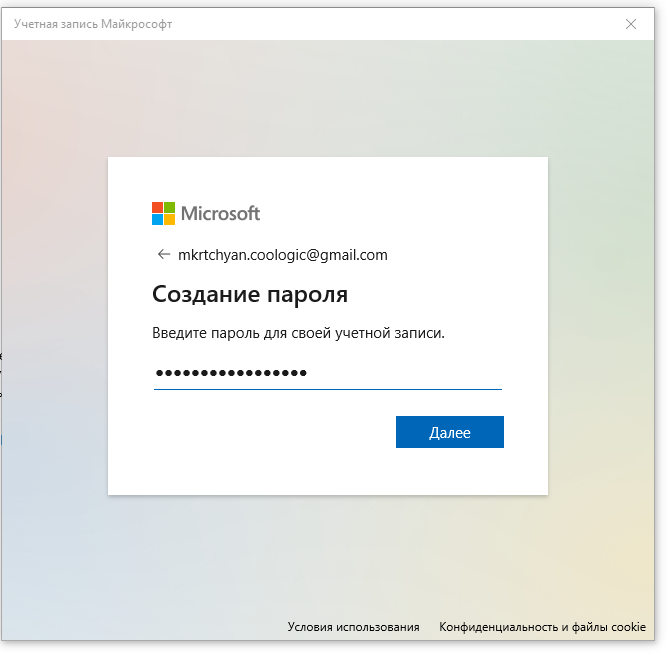 Учетная запись Майкрософт
Microsoft
mkrtchyan.coologic@gmail.com
Создание пароля
Введите пароль для своей учетной записи.
•••••••••••••••••
Далее
Условия использования Конфиденциальность и файлы cookie